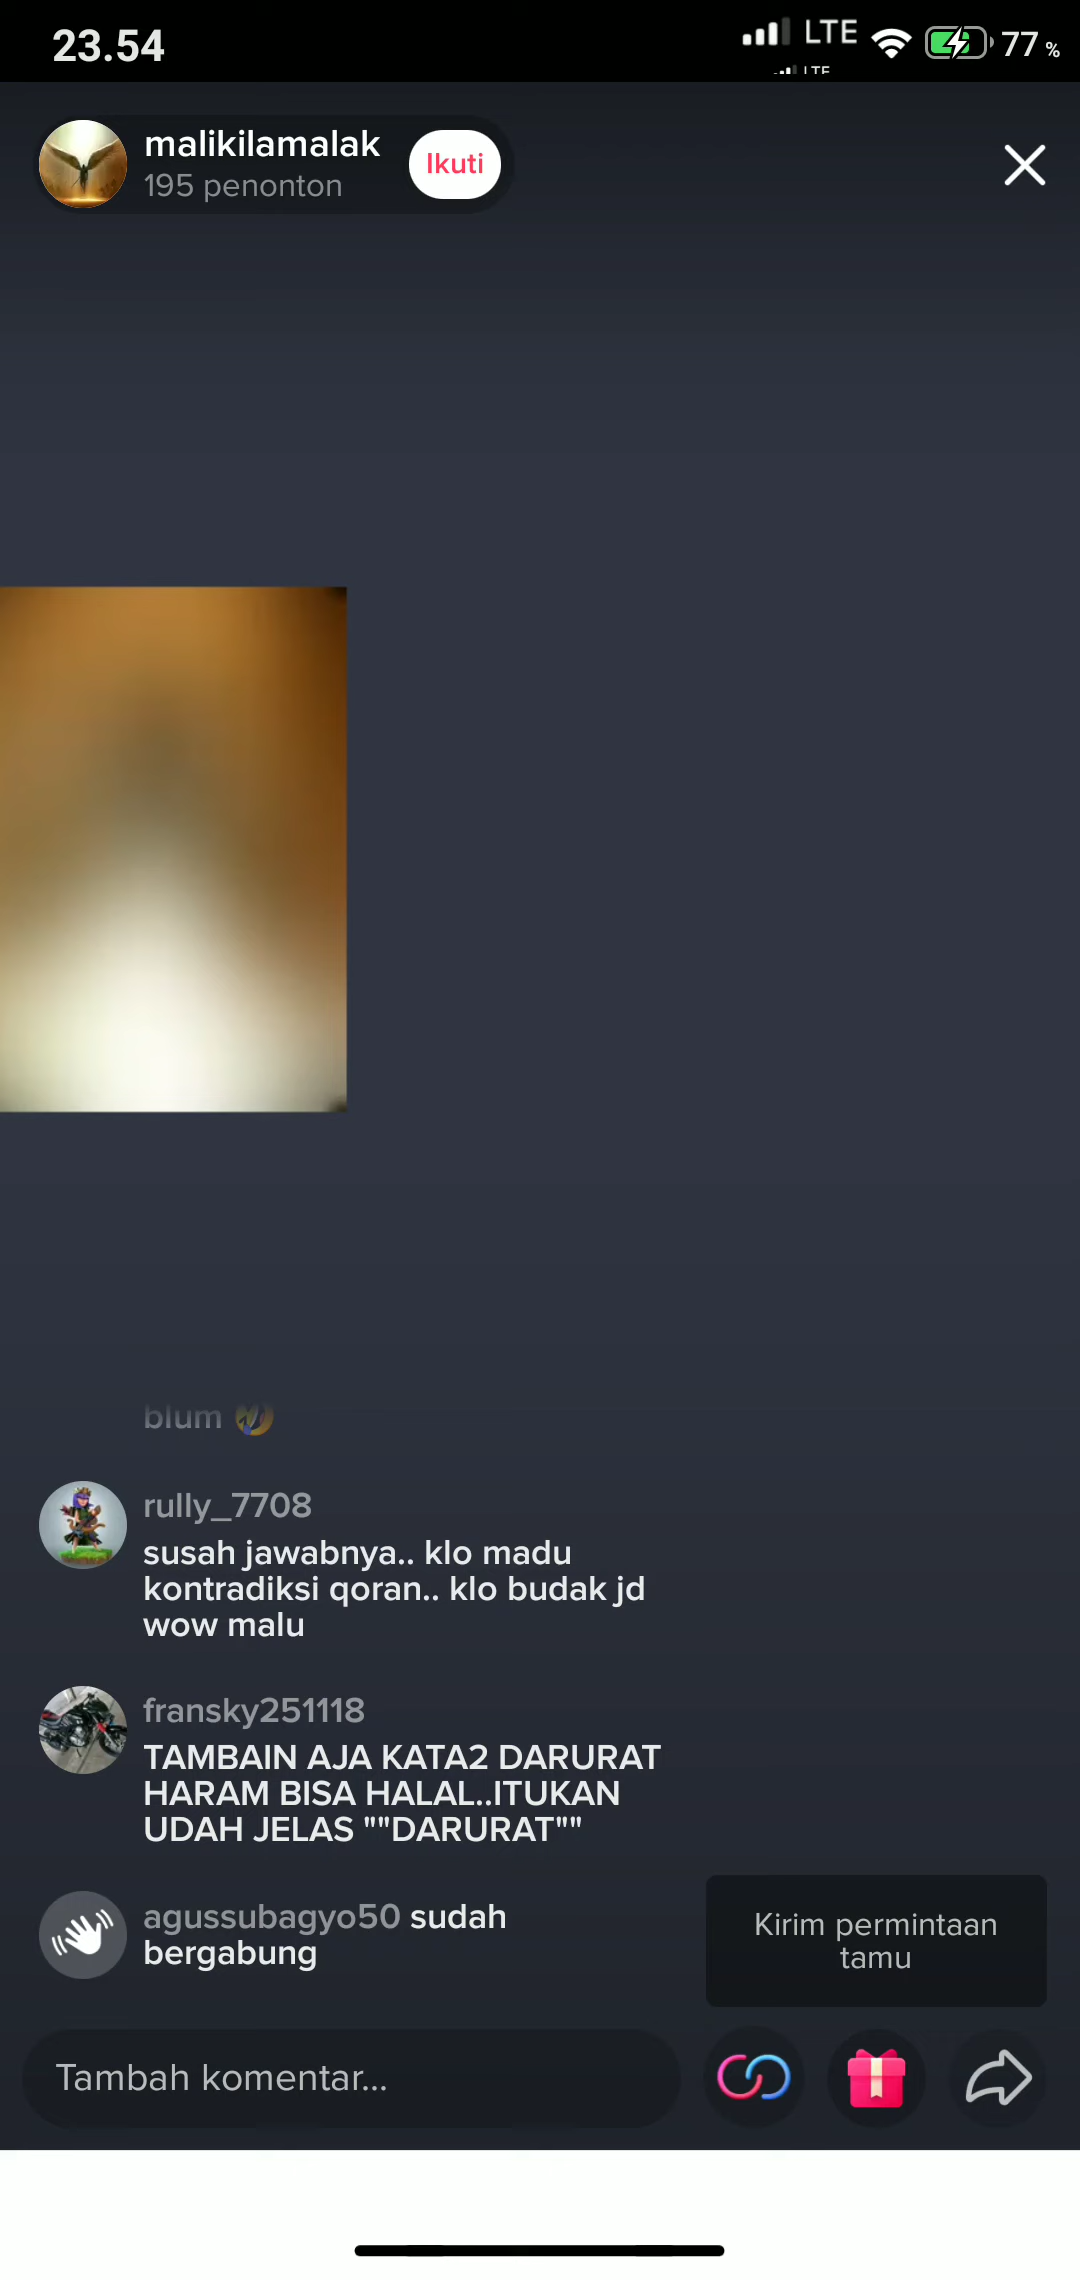 23.54
LTE
77 %
LTE
malikilamalak
195 penonton
Ikuti
blum
rully_7708
susah jawabnya.. klo madu
kontradiksi qoran.. klo budak jd
wow malu
fransky251118
TAMBAIN AJA KATA2 DARURAT
HARAM BISA HALAL..ITUKAN
UDAH JELAS ""DARURAT""
agussubagyo50 sudah
bergabung
Kirim permintaan
tamu
Tambah komentar...